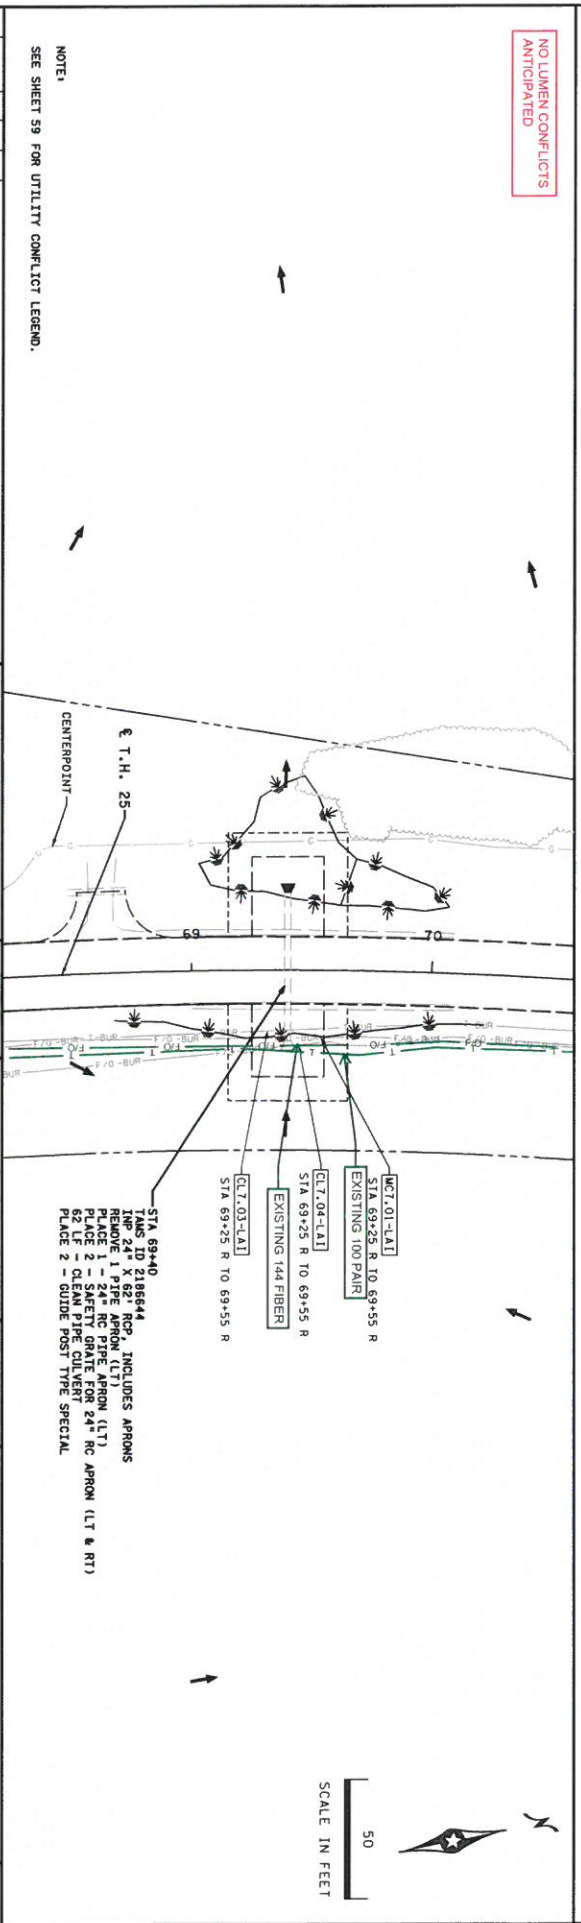 NO LUMEN CONFLICTS
ANTICIPATED
NOTE:
SEE SHEET 59 FOR UTILITY CONFLICT LEGEND.
CENTERPOINT
℄ T.H. 25
69
70
G
G
G
G
BUR-T
BUR- F/O
T
F/O
MC7.01-LAI
STA 69+25 R TO 69+55 R
EXISTING 100 PAIR
CL7.04-LAI
STA 69+25 R TO 69+55 R
EXISTING 144 FIBER
CL7.03-LAI
STA 69+25 R TO 69+55 R
STA 69+40
TAMS ID 2186644
INP 24" X 62' RCP, INCLUDES APRONS
REMOVE 1 PIPE APRON (LT)
PLACE 1 - 24" RC PIPE APRON (LT)
PLACE 2 - SAFETY GRATE FOR 24" RC APRON (LT & RT)
62 LF - CLEAN PIPE CULVERT
PLACE 2 - GUIDE POST TYPE SPECIAL
N
50
SCALE IN FEET